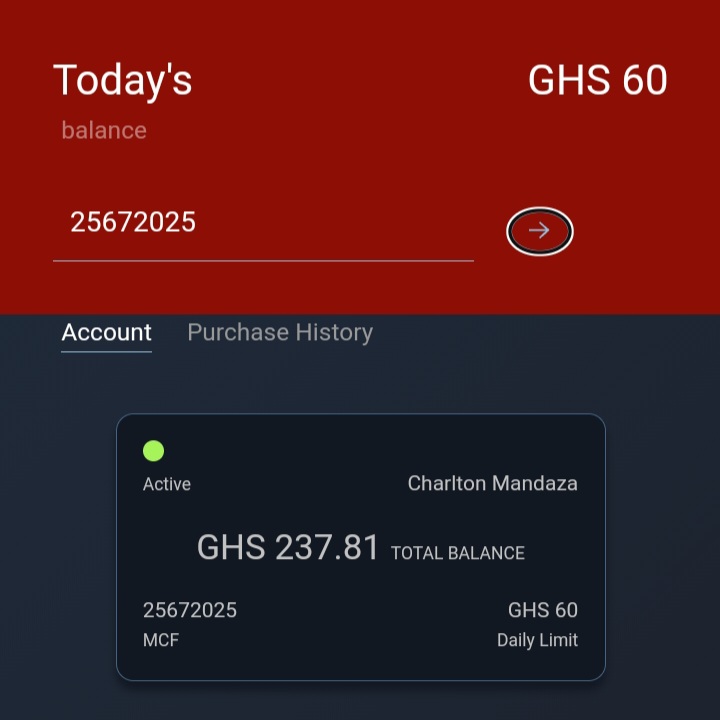 Today's GHS 60
balance
25672025
Account Purchase History
Active Charlton Mandaza
GHS 237.81 TOTAL BALANCE
25672025 GHS 60
MCF Daily Limit